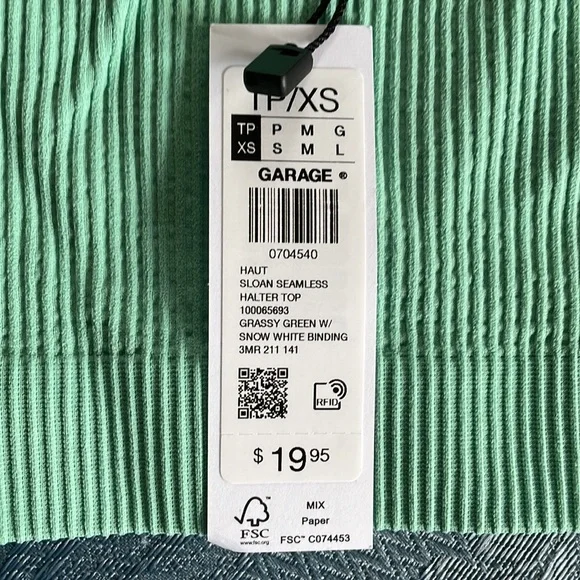 TP/XS
TP P M G
XS S M L
GARAGE ®
0704540
HAUT
SLOAN SEAMLESS
HALTER TOP
100065693
GRASSY GREEN W/
SNOW WHITE BINDING
3MR 211 141
RFID
$ 19 95
FSC™
www.fsc.org
MIX
Paper
FSC™ C074453